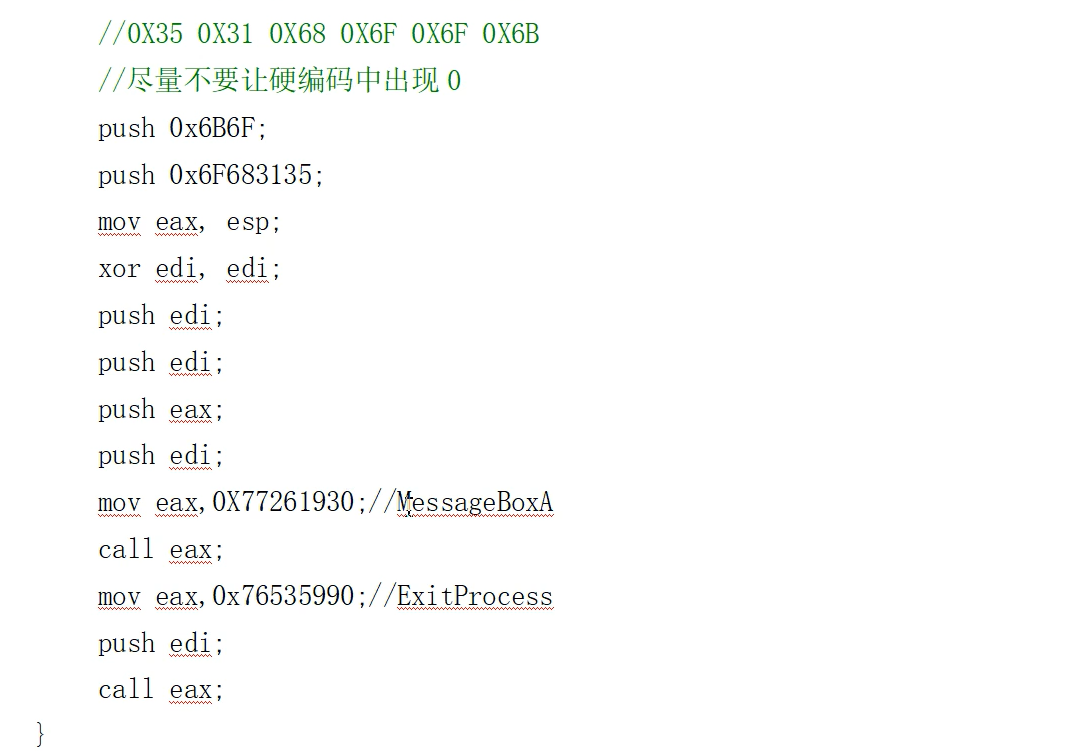 //0X35 0X31 0X68 0X6F 0X6F 0X6B
//尽量不要让硬编码中出现0
push 0x6B6F;
push 0x6F683135;
mov eax, esp;
xor edi, edi;
push edi;
push edi;
push eax;
push edi;
mov eax,0X77261930;//MessageBoxA
call eax;
mov eax,0x76535990;//ExitProcess
push edi;
call eax;
}